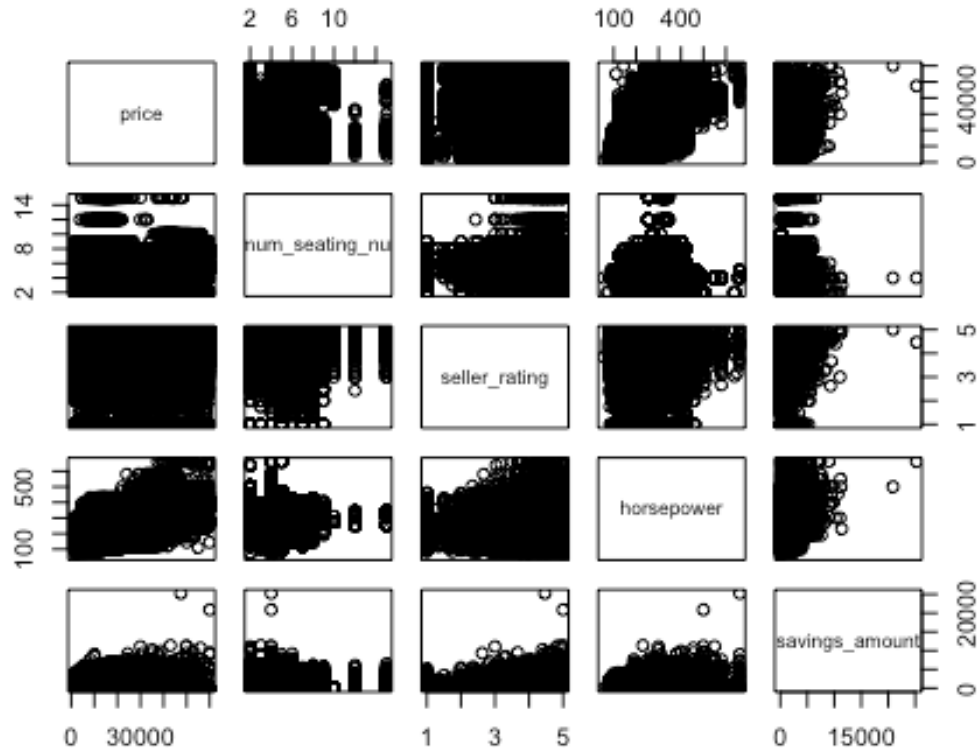 2 6 10
100 400
price
0 40000
2 8 14
num_seating_nu
seller_rating
1 3 5
100 500
horsepower
savings_amount
0 20000
0 30000
1 3 5
0 15000